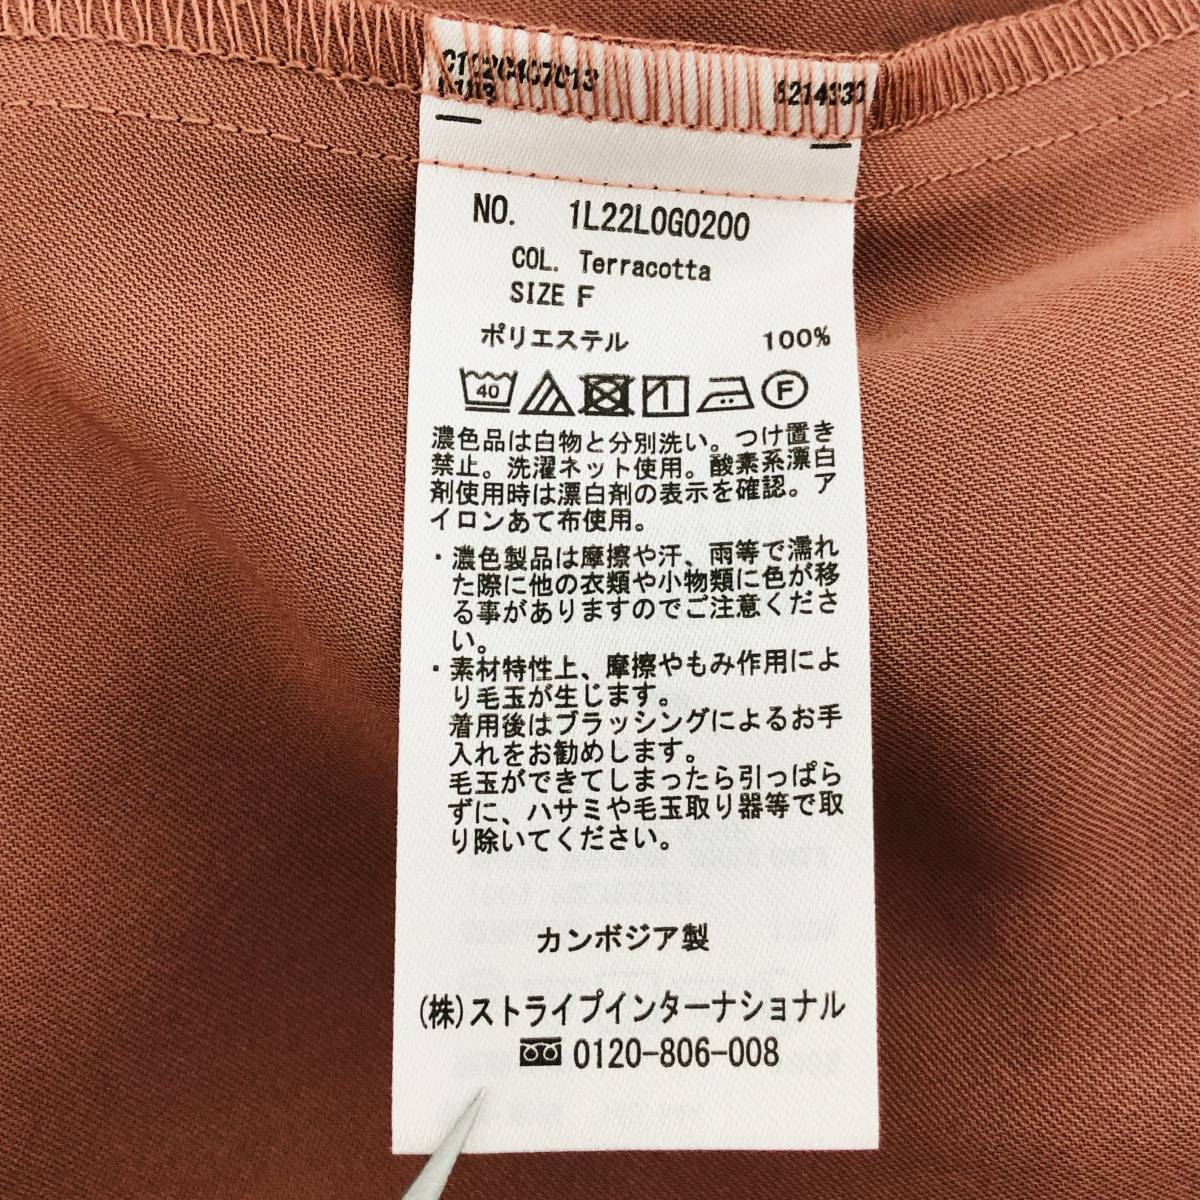 NO. 1L22L0G0200
COL. Terracotta
SIZE F
ポリエステル 100%
40 F
濃色品は白物と分別洗い。つけ置き
禁止。洗濯ネット使用。酸素系漂白
剤使用時は漂白剤の表示を確認。ア
イロンあて布使用。
・濃色製品は摩擦や汗、雨等で濡れ
た際に他の衣類や小物類に色が移
る事がありますのでご注意くださ
い。
・素材特性上、摩擦やもみ作用によ
り毛玉が生じます。
着用後はブラッシングによるお手
入れをお勧めします。
毛玉ができてしまったら引っぱら
ずに、ハサミや毛玉取り器等で取
り除いてください。
カンボジア製
(株)ストライプインターナショナル
0120-806-008